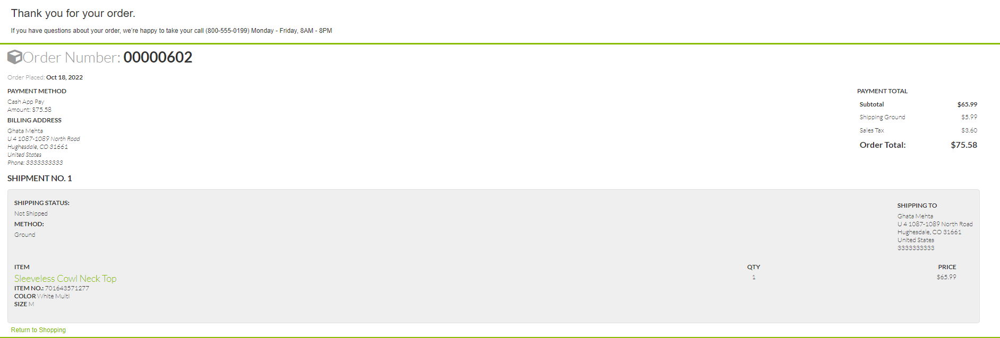 Thank you for your order.
If you have questions about your order, we're happy to take your call (800-555-0199) Monday - Friday, 8AM - 8PM
Order Number: 00000602
Order Placed: Oct 18, 2022
PAYMENT METHOD
Cash App Pay
Amount: $75.58
BILLING ADDRESS
Ghata Mehta
U 4 1087-1089 North Road
Hughesdale, CO 31661
United States
Phone: 3333333333
PAYMENT TOTAL
Subtotal $65.99
Shipping Ground $5.99
Sales Tax $3.60
Order Total: $75.58
SHIPMENT NO. 1
SHIPPING STATUS:
Not Shipped
METHOD:
Ground
SHIPPING TO
Ghata Mehta
U 4 1087-1089 North Road
Hughesdale, CO 31661
United States
3333333333
ITEM QTY PRICE
Sleeveless Cowl Neck Top 1 $65.99
ITEM NO.: 701643571277
COLOR White Multi
SIZE M
Return to Shopping